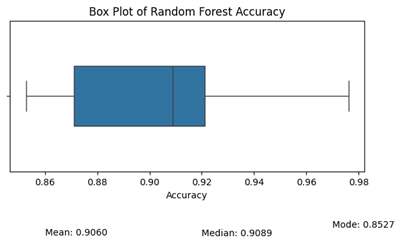 Box Plot of Random Forest Accuracy
0.86 0.88 0.90 0.92 0.94 0.96 0.98
Accuracy
Mode: 0.8527
Mean: 0.9060 Median: 0.9089